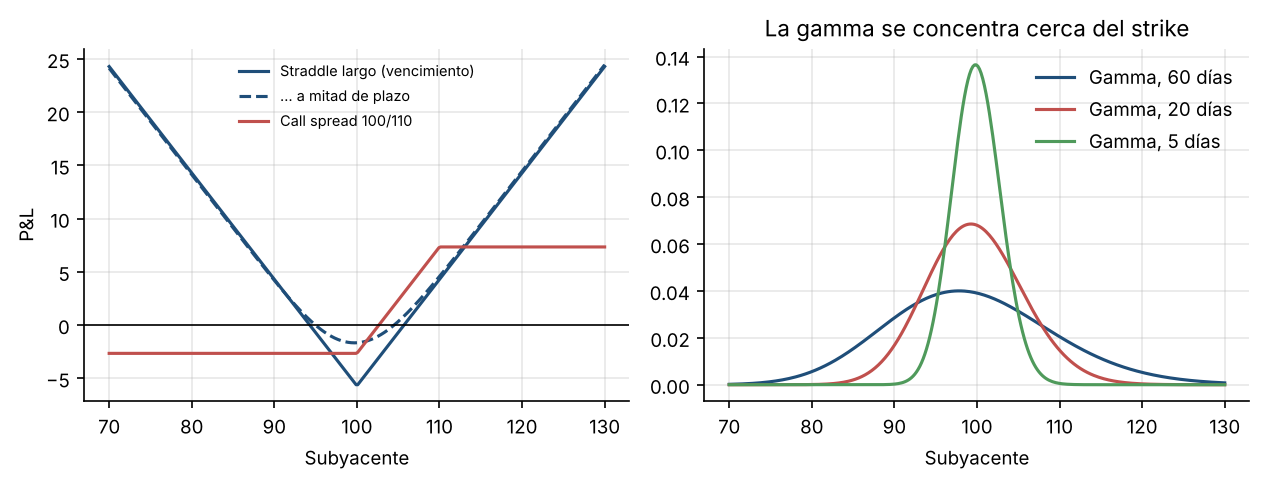 25
20
15
10
5
0
−5
P&L
Straddle largo (vencimiento)
... a mitad de plazo
Call spread 100/110
70 80 90 100 110 120 130
Subyacente
La gamma se concentra cerca del strike
0.14
0.12
0.10
0.08
0.06
0.04
0.02
0.00
Gamma, 60 días
Gamma, 20 días
Gamma, 5 días
70 80 90 100 110 120 130
Subyacente